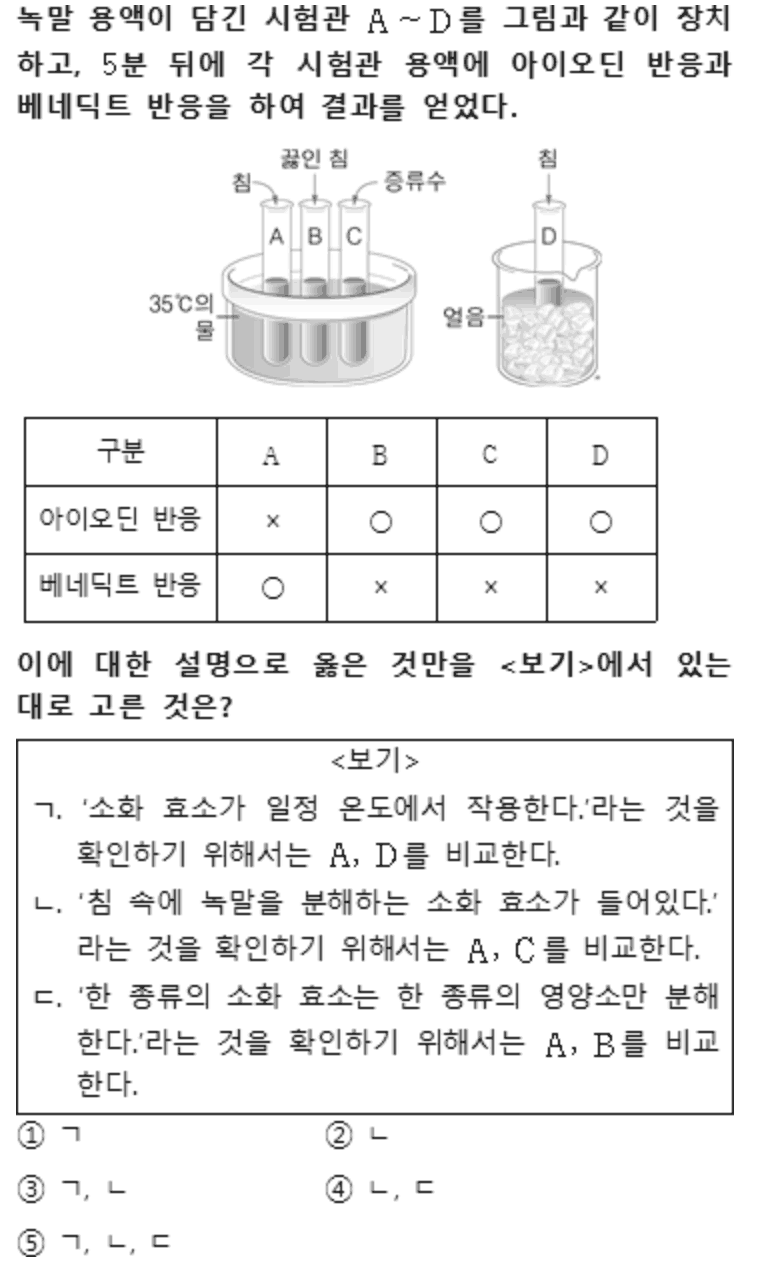 녹말 용액이 담긴 시험관 A ~ D를 그림과 같이 장치
하고, 5분 뒤에 각 시험관 용액에 아이오딘 반응과
베네딕트 반응을 하여 결과를 얻었다.
끓인 침
침
증류수
침
A
B
C
D
35℃의
물
얼음
구분 A B C D
아이오딘 반응 × ○ ○ ○
베네딕트 반응 ○ × × ×
이에 대한 설명으로 옳은 것만을 <보기>에서 있는
대로 고른 것은?
<보기>
ㄱ. ‘소화 효소가 일정 온도에서 작용한다.’라는 것을
확인하기 위해서는 A, D를 비교한다.
ㄴ. ‘침 속에 녹말을 분해하는 소화 효소가 들어있다.’
라는 것을 확인하기 위해서는 A, C를 비교한다.
ㄷ. ‘한 종류의 소화 효소는 한 종류의 영양소만 분해
한다.’라는 것을 확인하기 위해서는 A, B를 비교
한다.
① ㄱ ② ㄴ
③ ㄱ, ㄴ ④ ㄴ, ㄷ
⑤ ㄱ, ㄴ, ㄷ